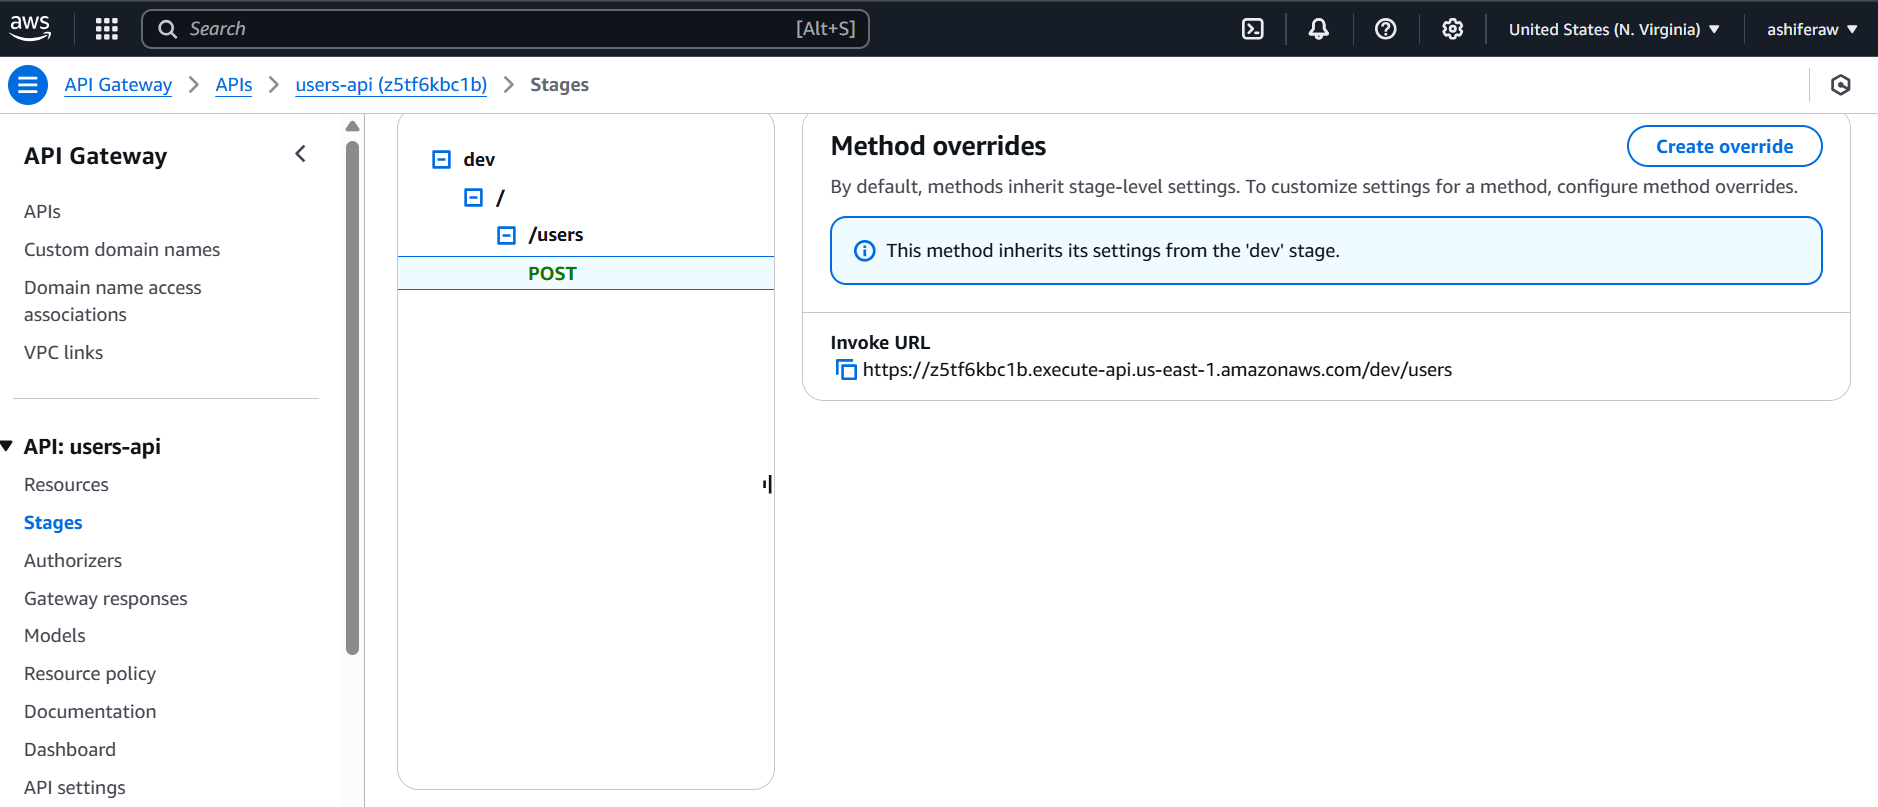 aws
Search
[Alt+S]
United States (N. Virginia)
ashiferaw
API Gateway
APIs
users-api (z5tf6kbc1b)
Stages
API Gateway
APIs
Custom domain names
Domain name access
associations
VPC links
API: users-api
Resources
Stages
Authorizers
Gateway responses
Models
Resource policy
Documentation
Dashboard
API settings
dev
/
/users
POST
Method overrides
Create override
By default, methods inherit stage-level settings. To customize settings for a method, configure method overrides.
This method inherits its settings from the 'dev' stage.
Invoke URL
https://z5tf6kbc1b.execute-api.us-east-1.amazonaws.com/dev/users